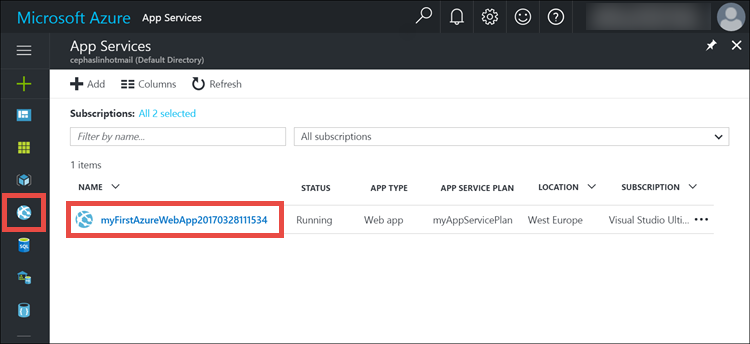 Microsoft Azure App Services
App Services
cephaslinhotmail (Default Directory)
Add Columns Refresh
Subscriptions: All 2 selected
Filter by name... All subscriptions
1 items
NAME STATUS APP TYPE APP SERVICE PLAN LOCATION SUBSCRIPTION
myFirstAzureWebApp20170328111534 Running Web app myAppServicePlan West Europe Visual Studio Ulti... •••
SQL